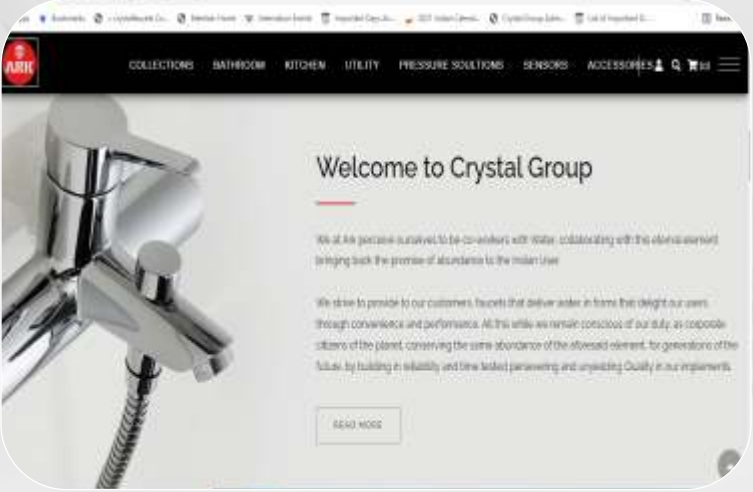 Bookmarks
ARK
COLLECTIONS BATHROOM KITCHEN UTILITY PRESSURE SOULTIONS SENSORS ACCESSORIES
Welcome to Crystal Group
We at Ark perceive ourselves to be co-workers with Water, collaborating with this eternal element
bringing back the promise of abundance to the Indian User
We strive to provide to our customers, faucets that deliver water in forms that delight our users
through convenience and performance. All this while we remain conscious of our duty, as corporate
citizens of the planet, conserving the same abundance of the aforesaid element, for generations of the
future, by building in reliability and time tested persevering and unyielding Quality in our implements.
READ MORE